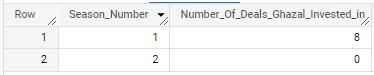 Row Season_Number Number_Of_Deals_Ghazal_Invested_in
1 1 8
2 2 0